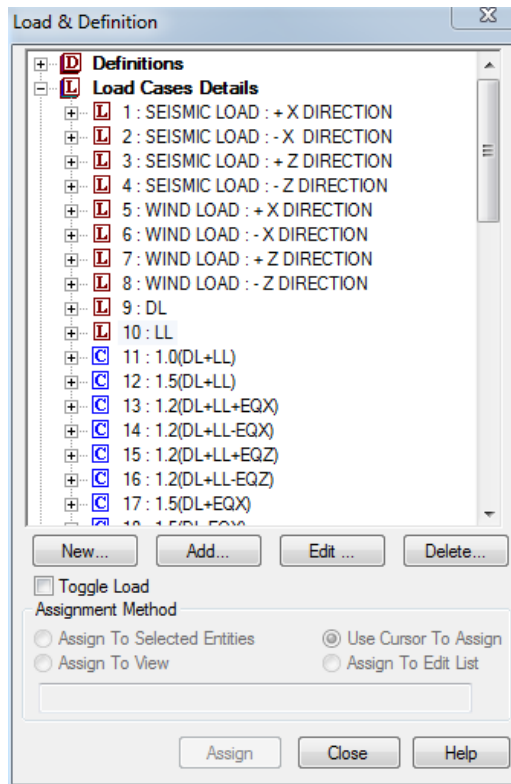 Load & Definition
D Definitions
L Load Cases Details
L 1 : SEISMIC LOAD : + X DIRECTION
L 2 : SEISMIC LOAD : - X DIRECTION
L 3 : SEISMIC LOAD : + Z DIRECTION
L 4 : SEISMIC LOAD : - Z DIRECTION
L 5 : WIND LOAD : + X DIRECTION
L 6 : WIND LOAD : - X DIRECTION
L 7 : WIND LOAD : + Z DIRECTION
L 8 : WIND LOAD : - Z DIRECTION
L 9 : DL
L 10 : LL
C 11 : 1.0(DL+LL)
C 12 : 1.5(DL+LL)
C 13 : 1.2(DL+LL+EQX)
C 14 : 1.2(DL+LL-EQX)
C 15 : 1.2(DL+LL+EQZ)
C 16 : 1.2(DL+LL-EQZ)
C 17 : 1.5(DL+EQX)
New... Add... Edit ... Delete...
Toggle Load
Assignment Method
Assign To Selected Entities Use Cursor To Assign
Assign To View Assign To Edit List
Assign Close Help